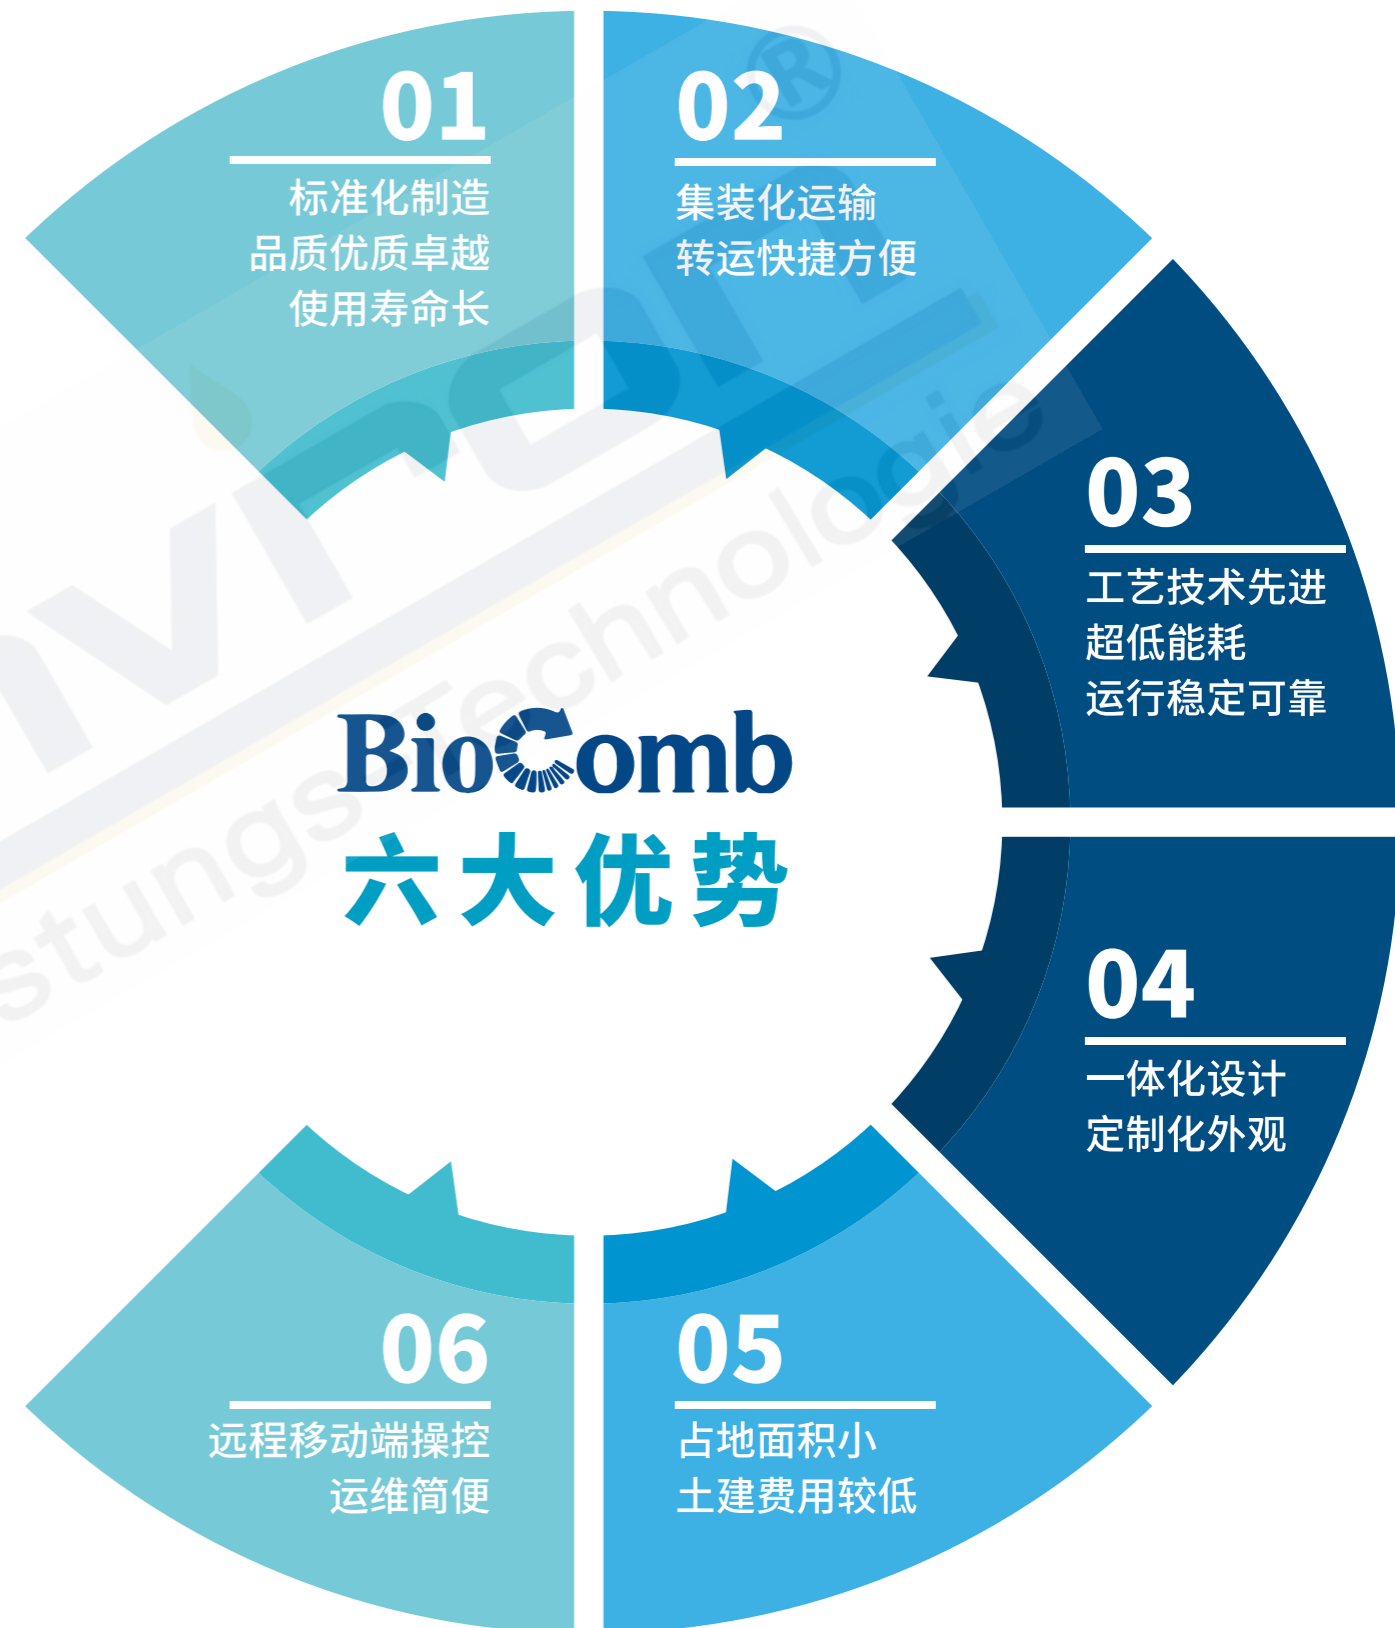 01
标准化制造
品质优质卓越
使用寿命长
02
集装化运输
转运快捷方便
03
工艺技术先进
超低能耗
运行稳定可靠
BioComb
六大优势
04
一体化设计
定制化外观
05
占地面积小
土建费用较低
06
远程移动端操控
运维简便
®
stungs-Technologie